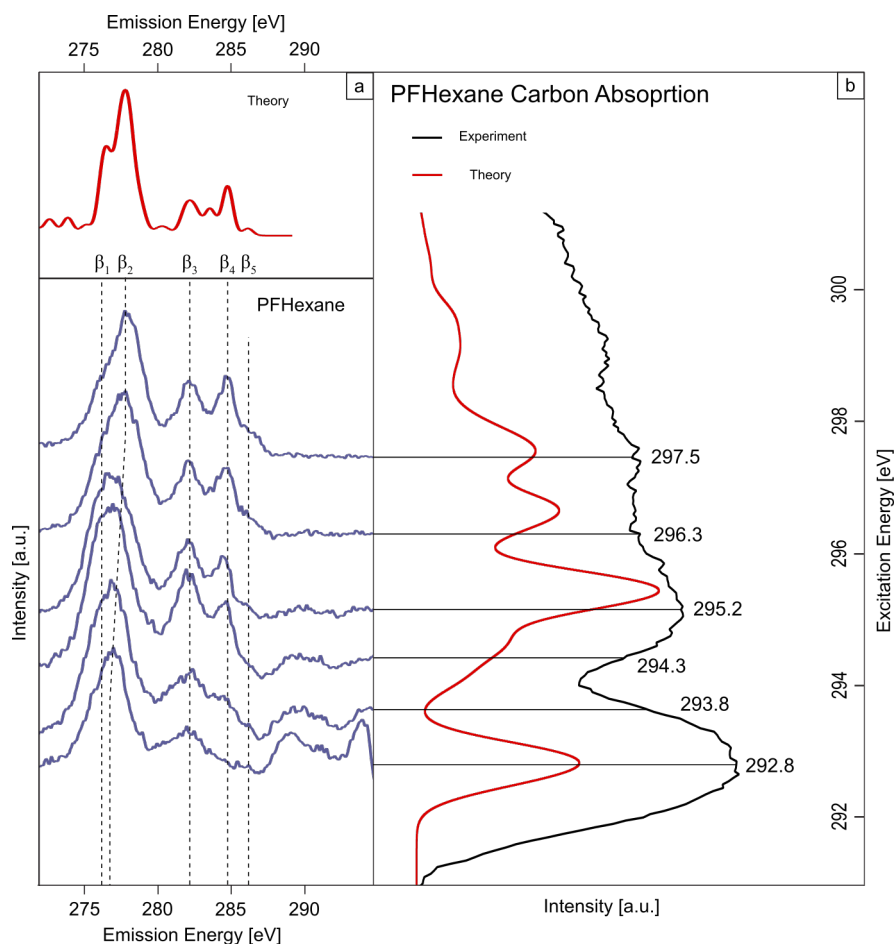 Emission Energy [eV]
275 280 285 290
a
Theory
β1 β2 β3 β4 β5
PFHexane
Intensity [a.u.]
275 280 285 290
Emission Energy [eV]
b
PFHexane Carbon Absoprtion
Experiment
Theory
297.5
296.3
295.2
294.3
293.8
292.8
300
298
296
294
292
Excitation Energy [eV]
Intensity [a.u.]